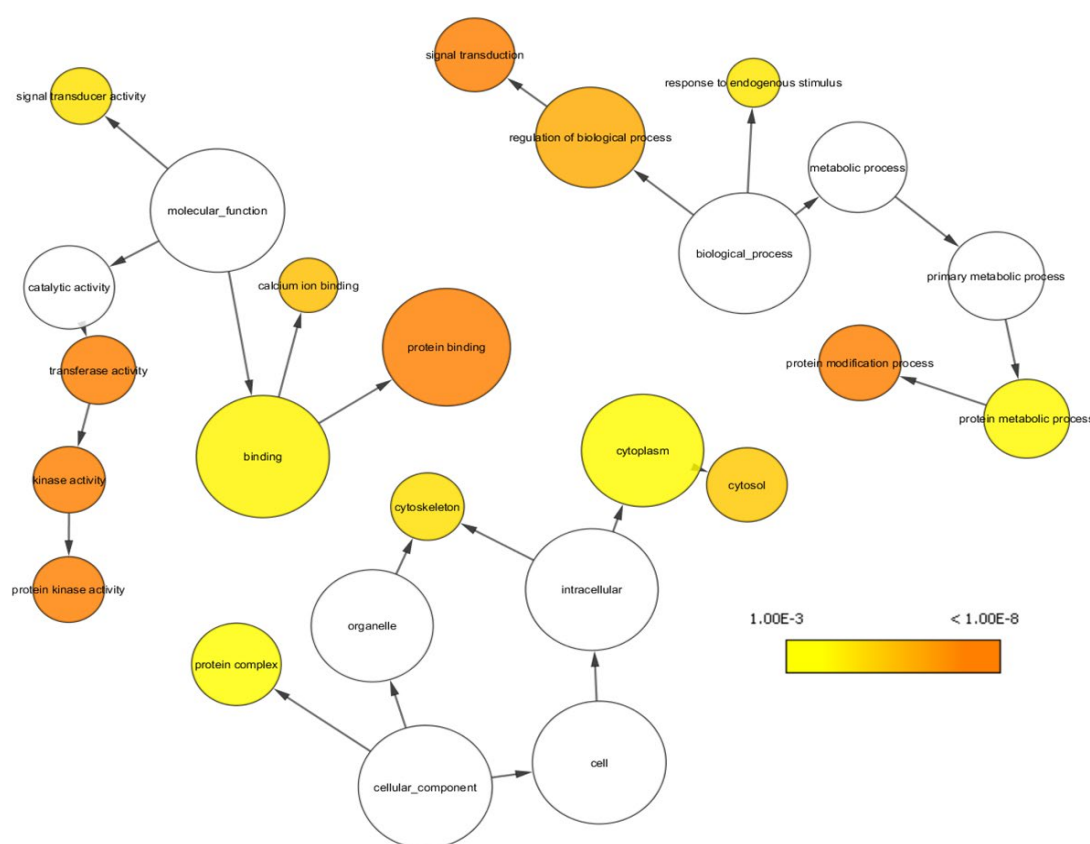 signal transduction
response to endogenous stimulus
signal transducer activity
regulation of biological process
metabolic process
molecular_function
biological_process
primary metabolic process
catalytic activity
calcium ion binding
protein binding
protein modification process
transferase activity
protein metabolic process
binding
cytoplasm
kinase activity
cytosol
cytoskeleton
protein kinase activity
intracellular
organelle
1.00E-3
< 1.00E-8
protein complex
cell
cellular_component